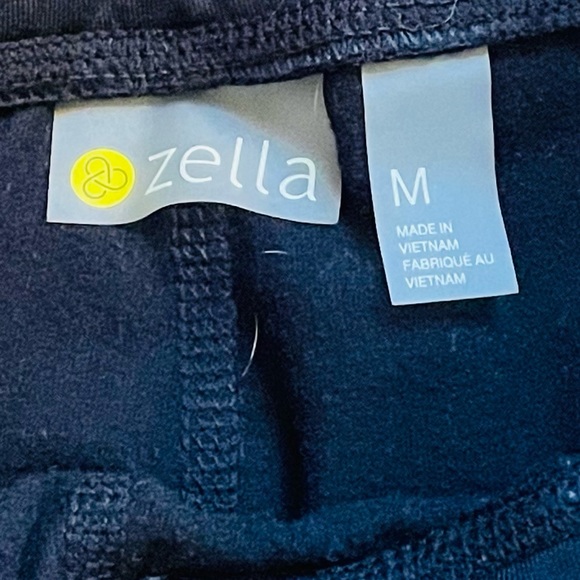 zella
M
MADE IN
VIETNAM
FABRIQUÉ AU
VIETNAM